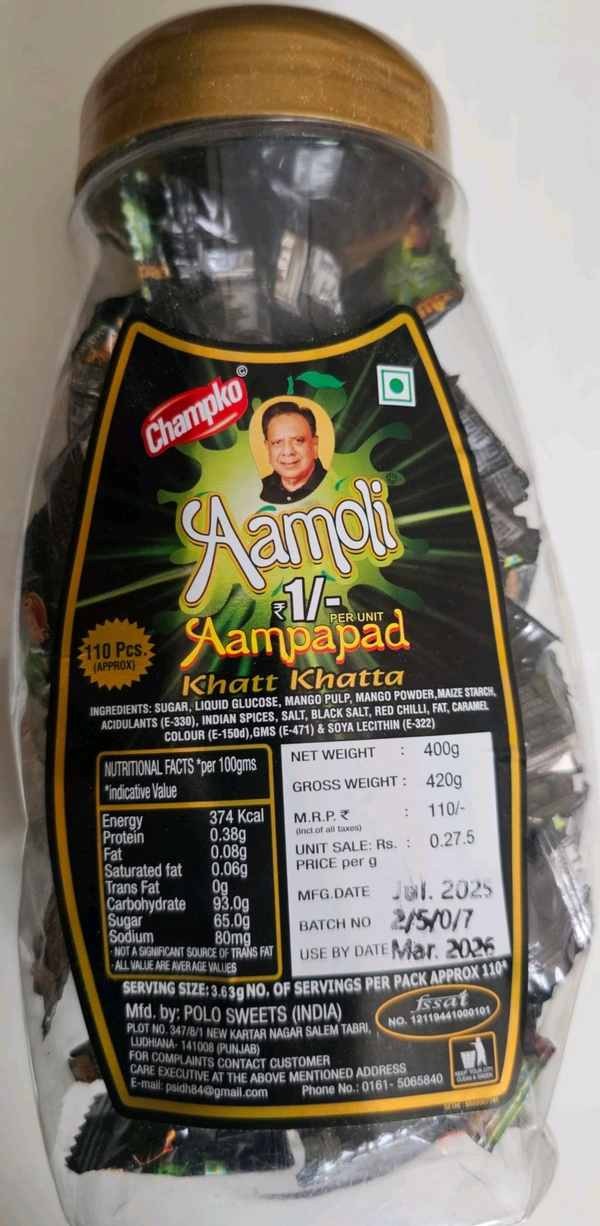 Champko ©
Aamoli ©
₹1/-
PER UNIT
Aampapad
110 Pcs.
(APPROX)
Khatt Khatta
INGREDIENTS: SUGAR, LIQUID GLUCOSE, MANGO PULP, MANGO POWDER,MAIZE STARCH,
ACIDULANTS (E-330), INDIAN SPICES, SALT, BLACK SALT, RED CHILLI, FAT, CARAMEL
COLOUR (E-150d),GMS (E-471) & SOYA LECITHIN (E-322)
NUTRITIONAL FACTS *per 100gms
*indicative Value
Energy 374 Kcal
Protein 0.38g
Fat 0.08g
Saturated fat 0.06g
Trans Fat 0g
Carbohydrate 93.0g
Sugar 65.0g
Sodium 80mg
· NOT A SIGNIFICANT SOURCE OF TRANS FAT
· ALL VALUE ARE AVERAGE VALUES
NET WEIGHT : 400g
GROSS WEIGHT : 420g
M.R.P. ₹ : 110/-
(Incl.of all taxes)
UNIT SALE: Rs. : 0.27.5
PRICE per g
MFG.DATE Jul. 2025
BATCH NO 2/5/0/7
USE BY DATE Mar. 2026
SERVING SIZE:3.63g NO. OF SERVINGS PER PACK APPROX 110*
Mfd. by: POLO SWEETS (INDIA)
PLOT NO. 347/8/1 NEW KARTAR NAGAR SALEM TABRI,
LUDHIANA- 141008 (PUNJAB)
FOR COMPLAINTS CONTACT CUSTOMER
CARE EXECUTIVE AT THE ABOVE MENTIONED ADDRESS
E-mail: psidh84@gmail.com Phone No.: 0161- 5065840
fssai
NO. 12119441000101
KEEP YOUR CITY
CLEAN & GREEN